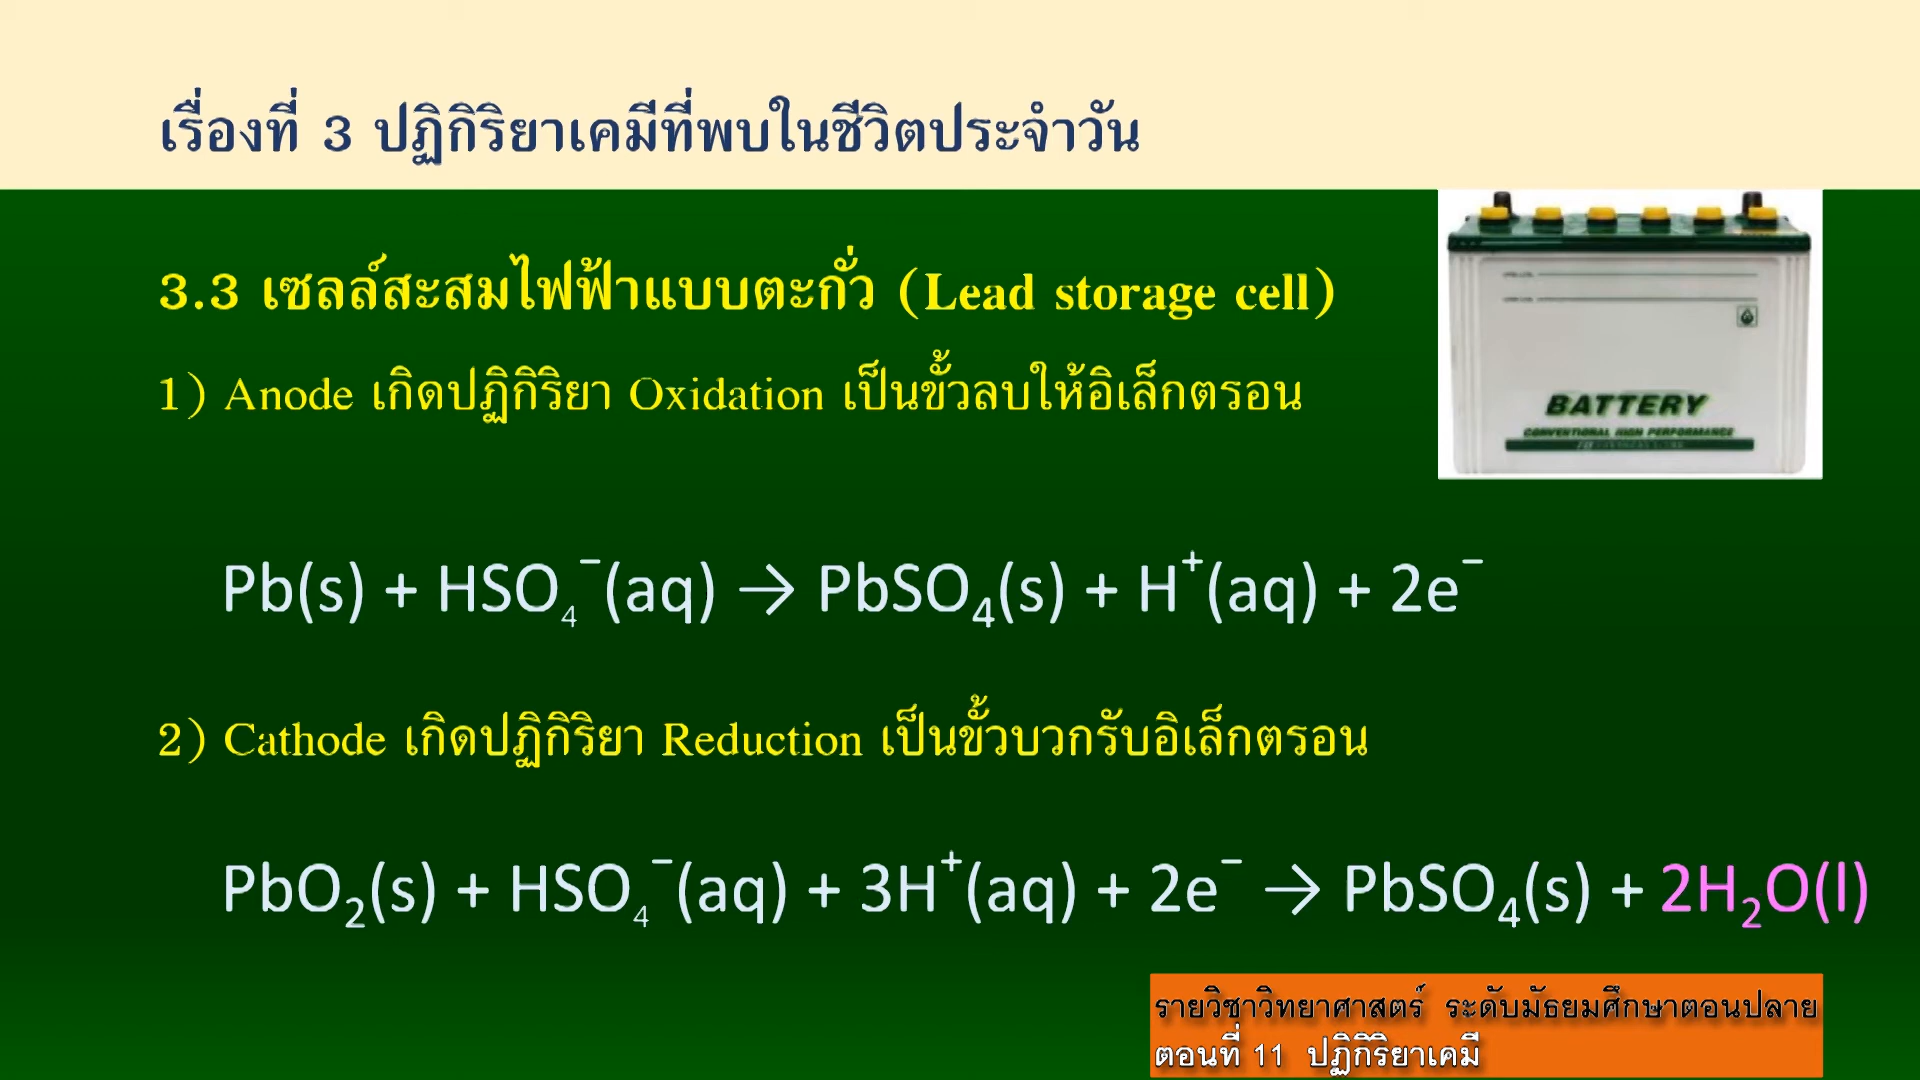 เรื่องที่ 3 ปฏิกิริยาเคมีที่พบในชีวิตประจำวัน
3.3 เซลล์สะสมไฟฟ้าแบบตะกั่ว (Lead storage cell)
1) Anode เกิดปฏิกิริยา Oxidation เป็นขั้วลบให้อิเล็กตรอน
BATTERY
CONVENTIONAL HIGH PERFORMANCE
Pb(s) + HSO₄⁻(aq) → PbSO₄(s) + H⁺(aq) + 2e⁻
2) Cathode เกิดปฏิกิริยา Reduction เป็นขั้วบวกรับอิเล็กตรอน
PbO₂(s) + HSO₄⁻(aq) + 3H⁺(aq) + 2e⁻ → PbSO₄(s) + 2H₂O(l)
รายวิชาวิทยาศาสตร์ ระดับมัธยมศึกษาตอนปลาย
ตอนที่ 11 ปฏิกิริยาเคมี